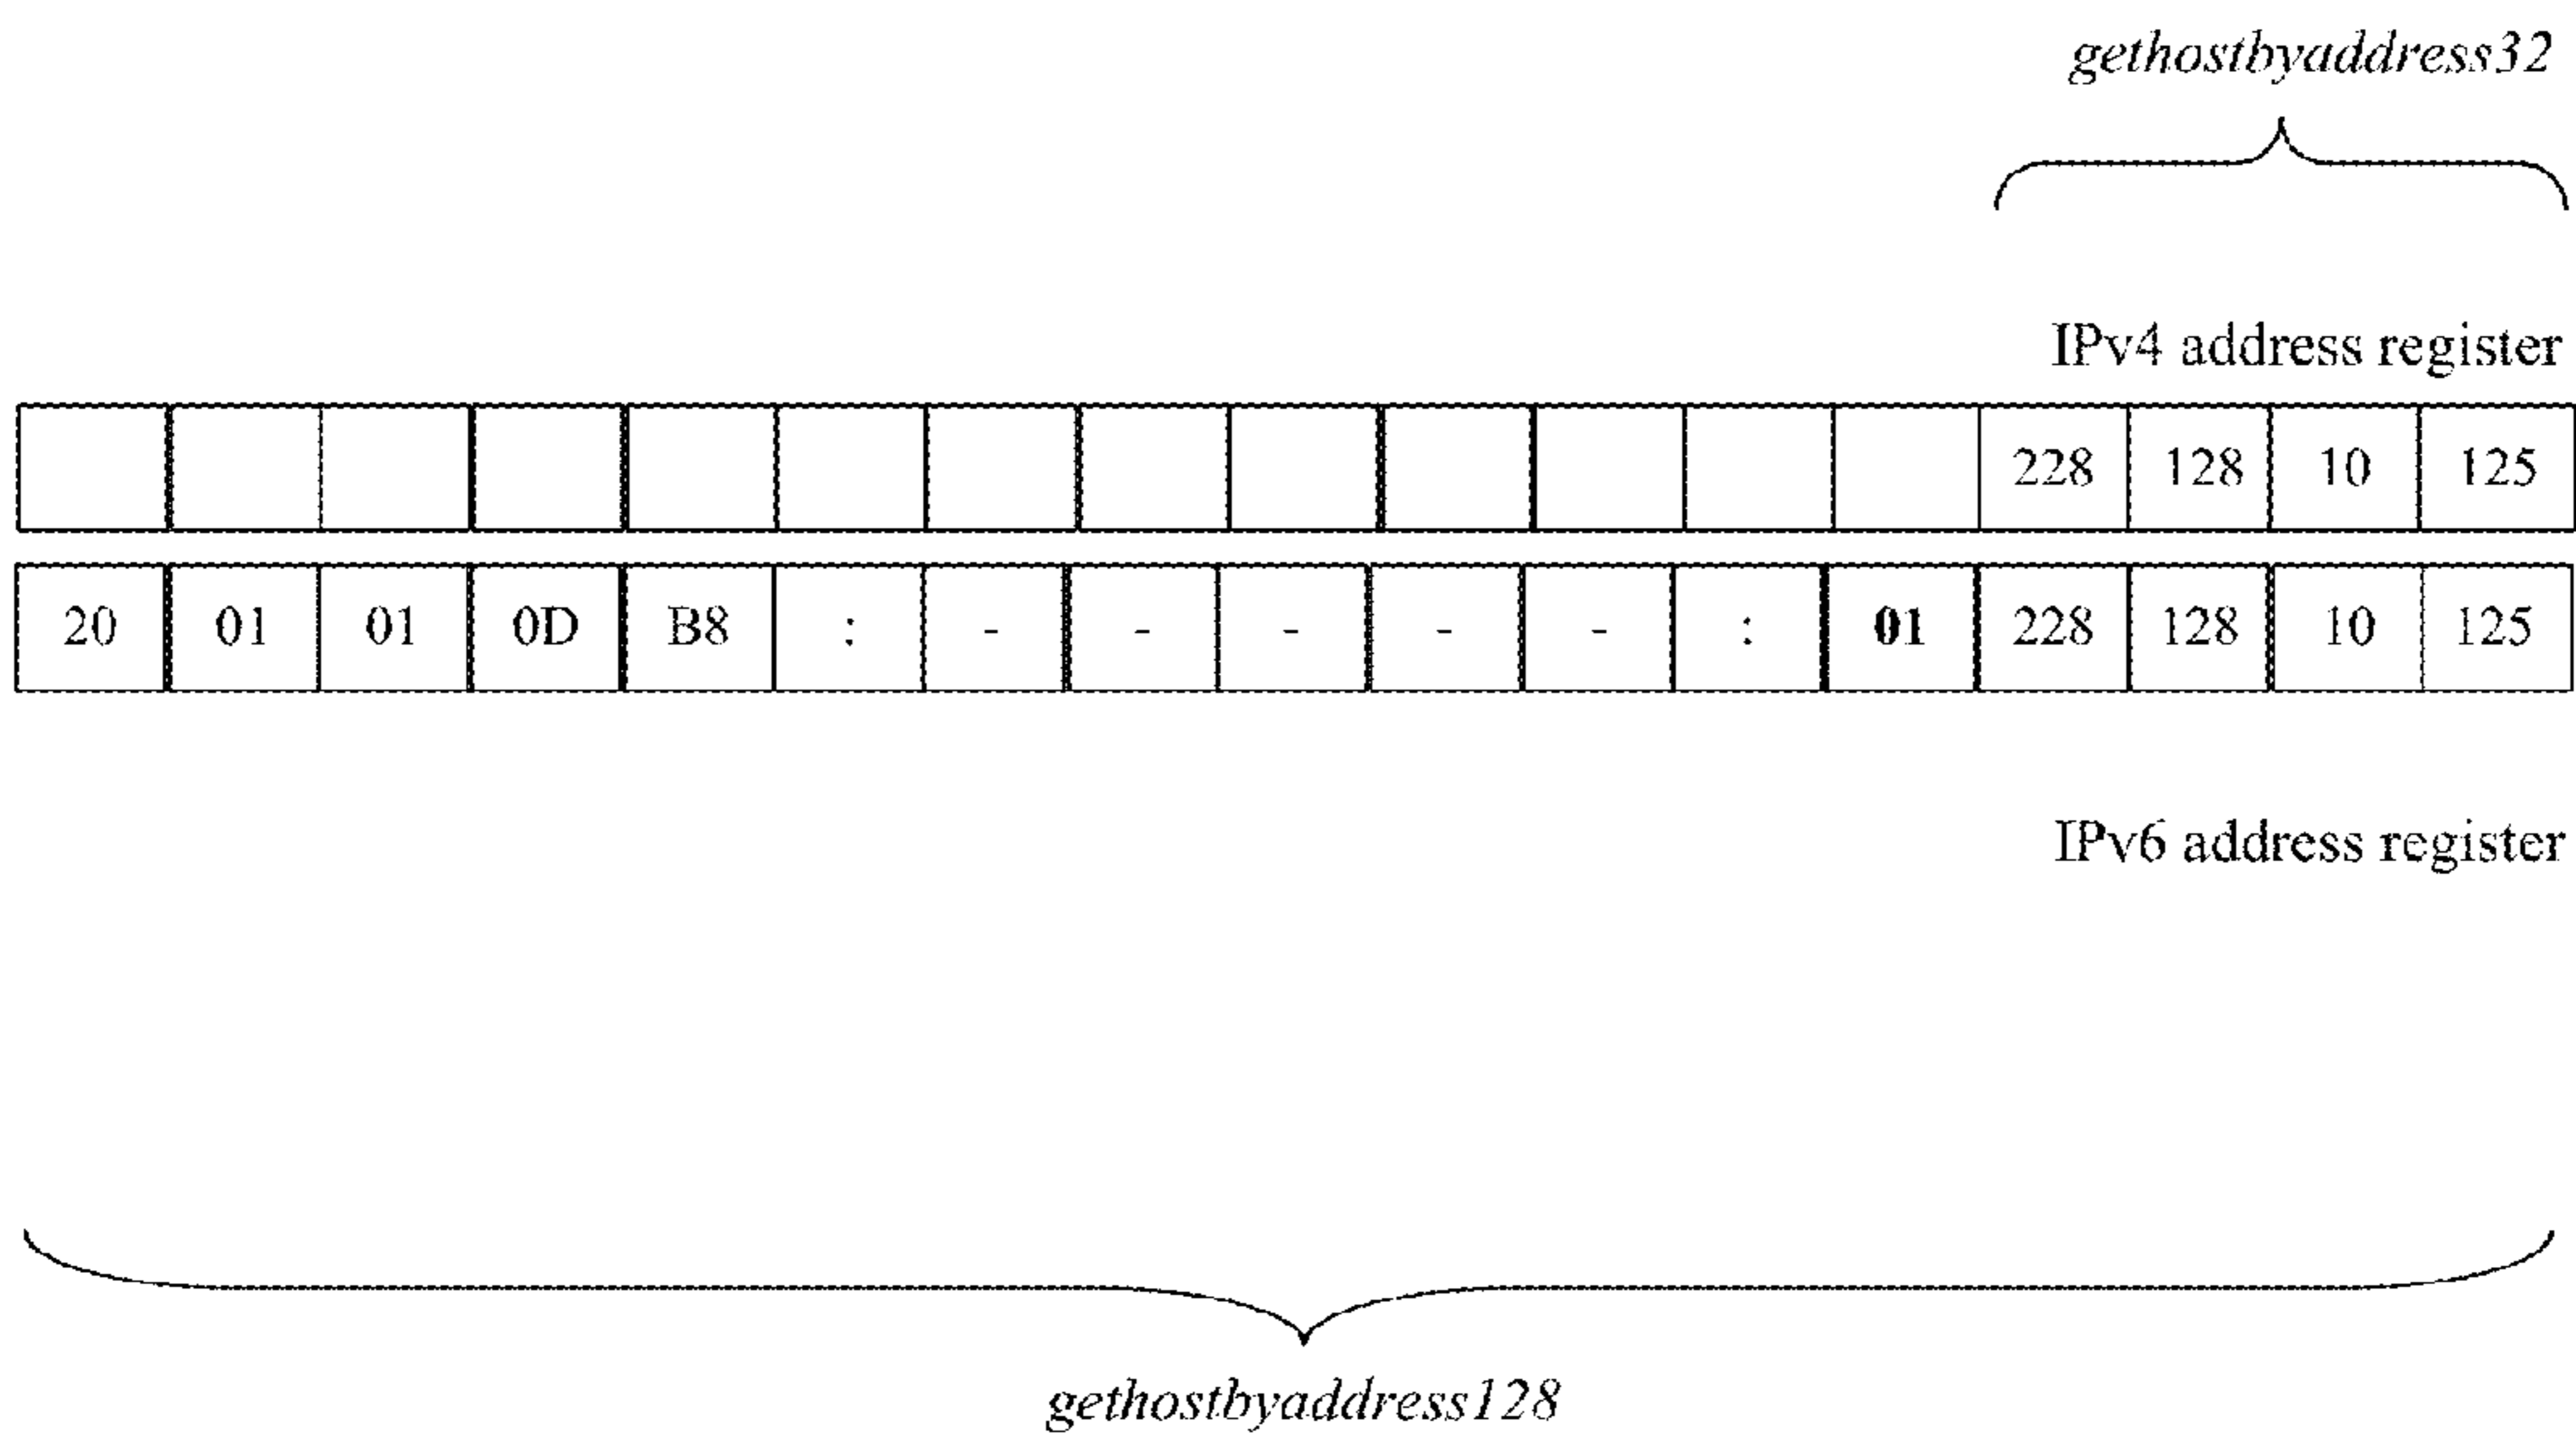 gethostbyaddress32
IPv4 address register
228 128 10 125
20 01 01 0D B8 : - - - - - : 01 228 128 10 125
IPv6 address register
gethostbyaddress128